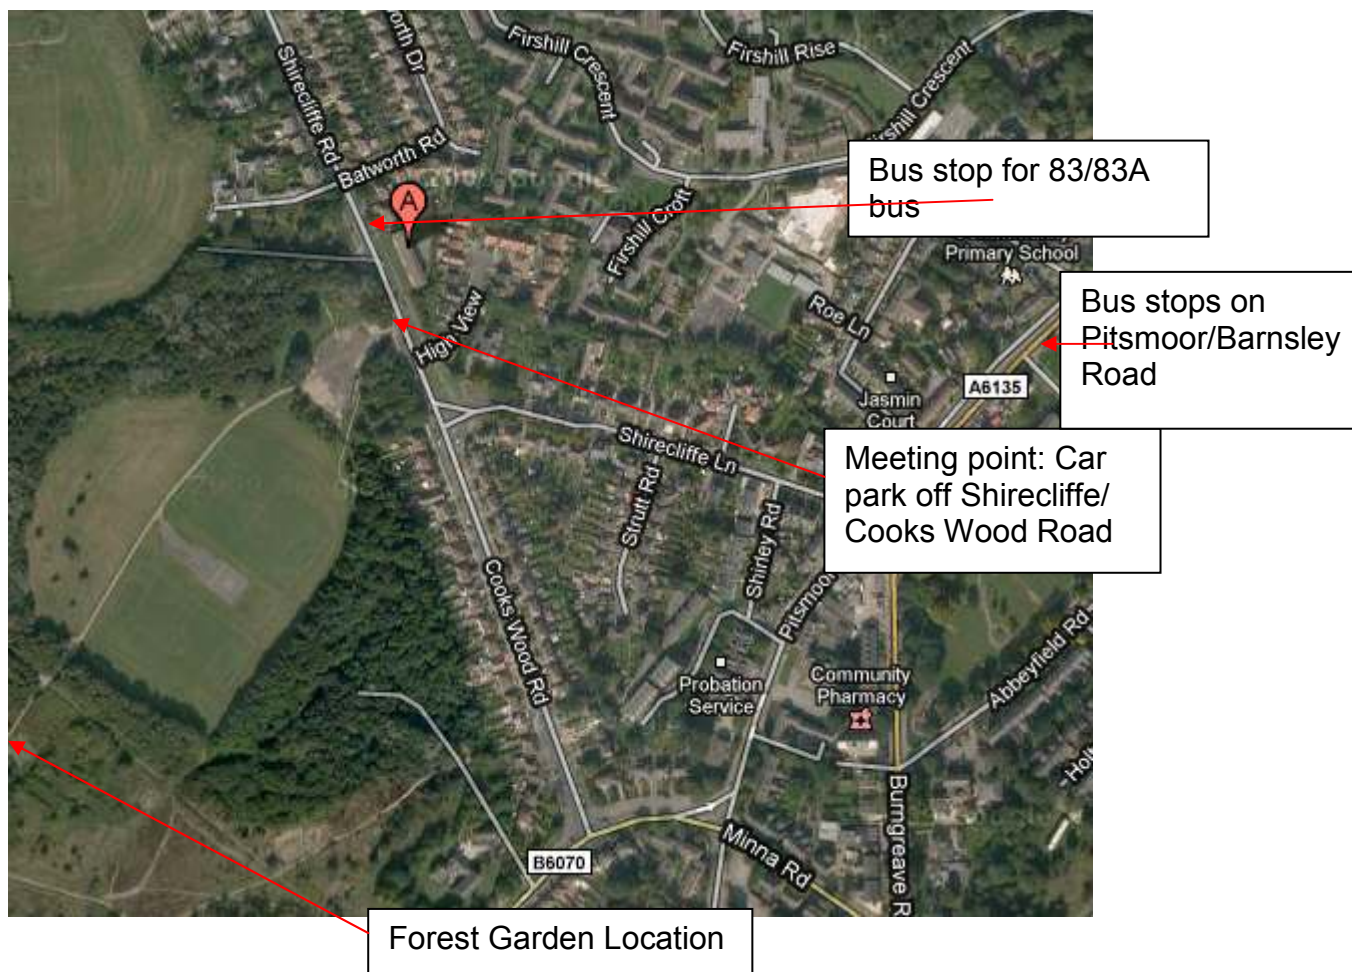 orth Dr
Firshill Crescent
Firshill Rise
Firshill Crescent
Shirecliffe Rd
Batworth Rd
A
Bus stop for 83/83A
bus
Firshill Croft
Primary School
Bus stops on
Pitsmoor/Barnsley
Road
Roe Ln
High View
A6135
Jasmin
Court
Shirecliffe Ln
Meeting point: Car
park off Shirecliffe/
Cooks Wood Road
Strutt Rd
Shirley Rd
Cooks Wood Rd
Pitsmoor
Probation
Service
Community
Pharmacy
Abbeyfield Rd
Hol
Burngreave R
Minna Rd
B6070
Forest Garden Location